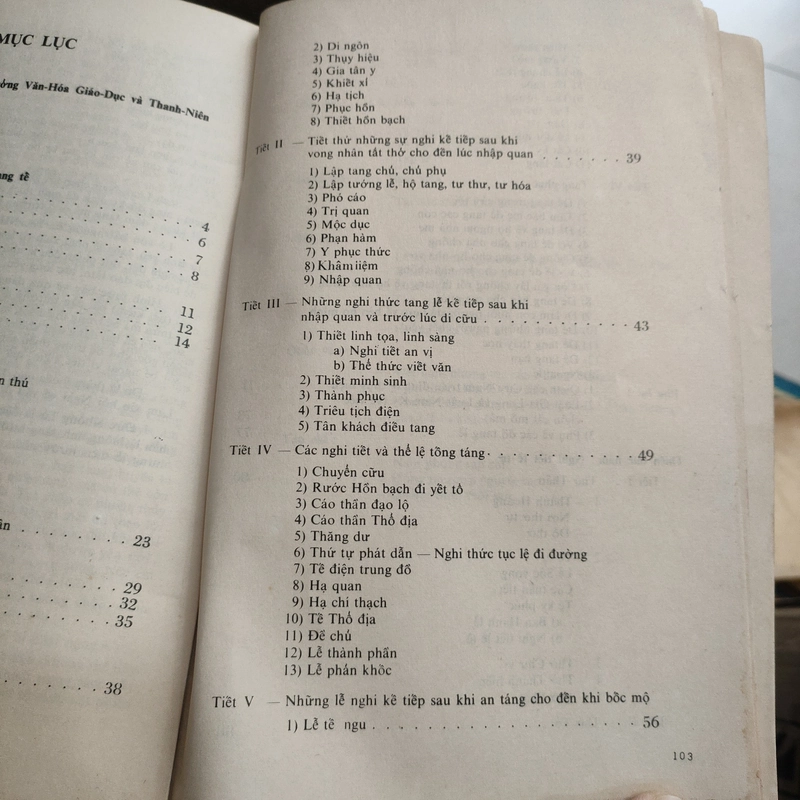 MỤC LỤC
Văn-Hóa Giáo-Dục và Thanh-Niên
tế
4
6
7
8
11
12
14
thú
23
29
32
35
38
2) Di ngôn
3) Thụy hiệu
4) Gia tân y
5) Khiết xỉ
6) Hạ tịch
7) Phục hồn
8) Thiết hồn bạch
Tiết II — Tiết thứ những sự nghi kế tiếp sau khi
vong nhân tắt thở cho đến lúc nhập quan . . . . . . . 39
1) Lập tang chủ, chủ phụ
2) Lập tướng lễ, hộ tang, tư thư, tư hóa
3) Phó cáo
4) Trị quan
5) Mộc dục
6) Phạn hàm
7) Y phục thức
8) Khâm iiệm
9) Nhập quan
Tiết III — Những nghi thức tang lễ kế tiếp sau khi
nhập quan và trước lúc di cữu . . . . . . . . . . . . 43
1) Thiết linh tọa, linh sàng
a) Nghi tiết an vị
b) Thể thức viết văn
2) Thiết minh sinh
3) Thành phục
4) Triêu tịch điện
5) Tân khách điều tang
Tiết IV — Các nghi tiết và thể lệ tống táng. . . . . . . . . . . . 49
1) Chuyển cữu
2) Rước Hồn bạch đi yết tổ
3) Cáo thần đạo lộ
4) Cáo thần Thổ địa
5) Thăng dư
6) Thứ tự phát dẫn — Nghi thức tục lệ đi đường
7) Tế điện trung đồ
8) Hạ quan
9) Hạ chi thạch
10) Tế Thổ địa
11) Đề chủ
12) Lễ thành phần
13) Lễ phản khốc
Tiết V — Những lễ nghi kế tiếp sau khi an táng cho đến khi bốc mộ
1) Lễ tế ngu . . . . . . . . . . . . . . . . 56
103